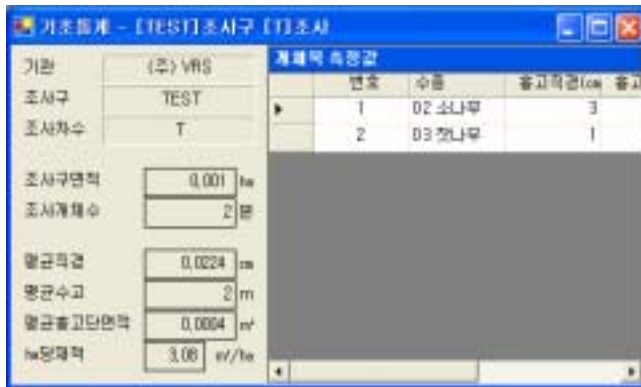 기초통계 - [TEST]조사구 [T]조사
기관 (주) VRS
조사구 TEST
조사차수 T
조사구면적 0,001 ha
조사개체수 2 본
평균직경 0,0224 cm
평균수고 2 m
평균흉고단면적 0,0004 m²
ha당재적 3,08 m³/ha
개체목 측정값
번호 수종 흉고직경(cm 흉고
1 02 소나무 3
2 03 잣나무 1